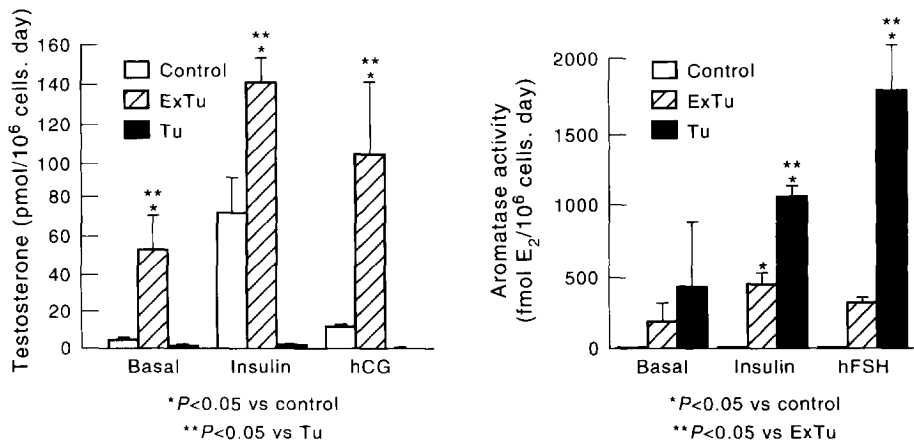 Testosterone (pmol/10⁶ cells. day)
160
140
120
100
80
60
40
20
0
Control
ExTu
Tu
**
*
**
*
**
*
Basal Insulin hCG
*P<0.05 vs control
**P<0.05 vs Tu
Aromatase activity
(fmol E₂/10⁶ cells. day)
2000
1500
1000
500
0
Control
ExTu
Tu
*
**
*
**
*
Basal Insulin hFSH
*P<0.05 vs control
**P<0.05 vs ExTu